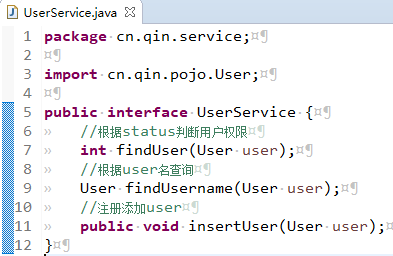 UserService.java
1 package cn.qin.service;
2
3 import cn.qin.pojo.User;
4
5 public interface UserService {
6 //根据status判断用户权限
7 int findUser(User user);
8 //根据user名查询
9 User findUsername(User user);
10 //注册添加user
11 public void insertUser(User user);
12 }